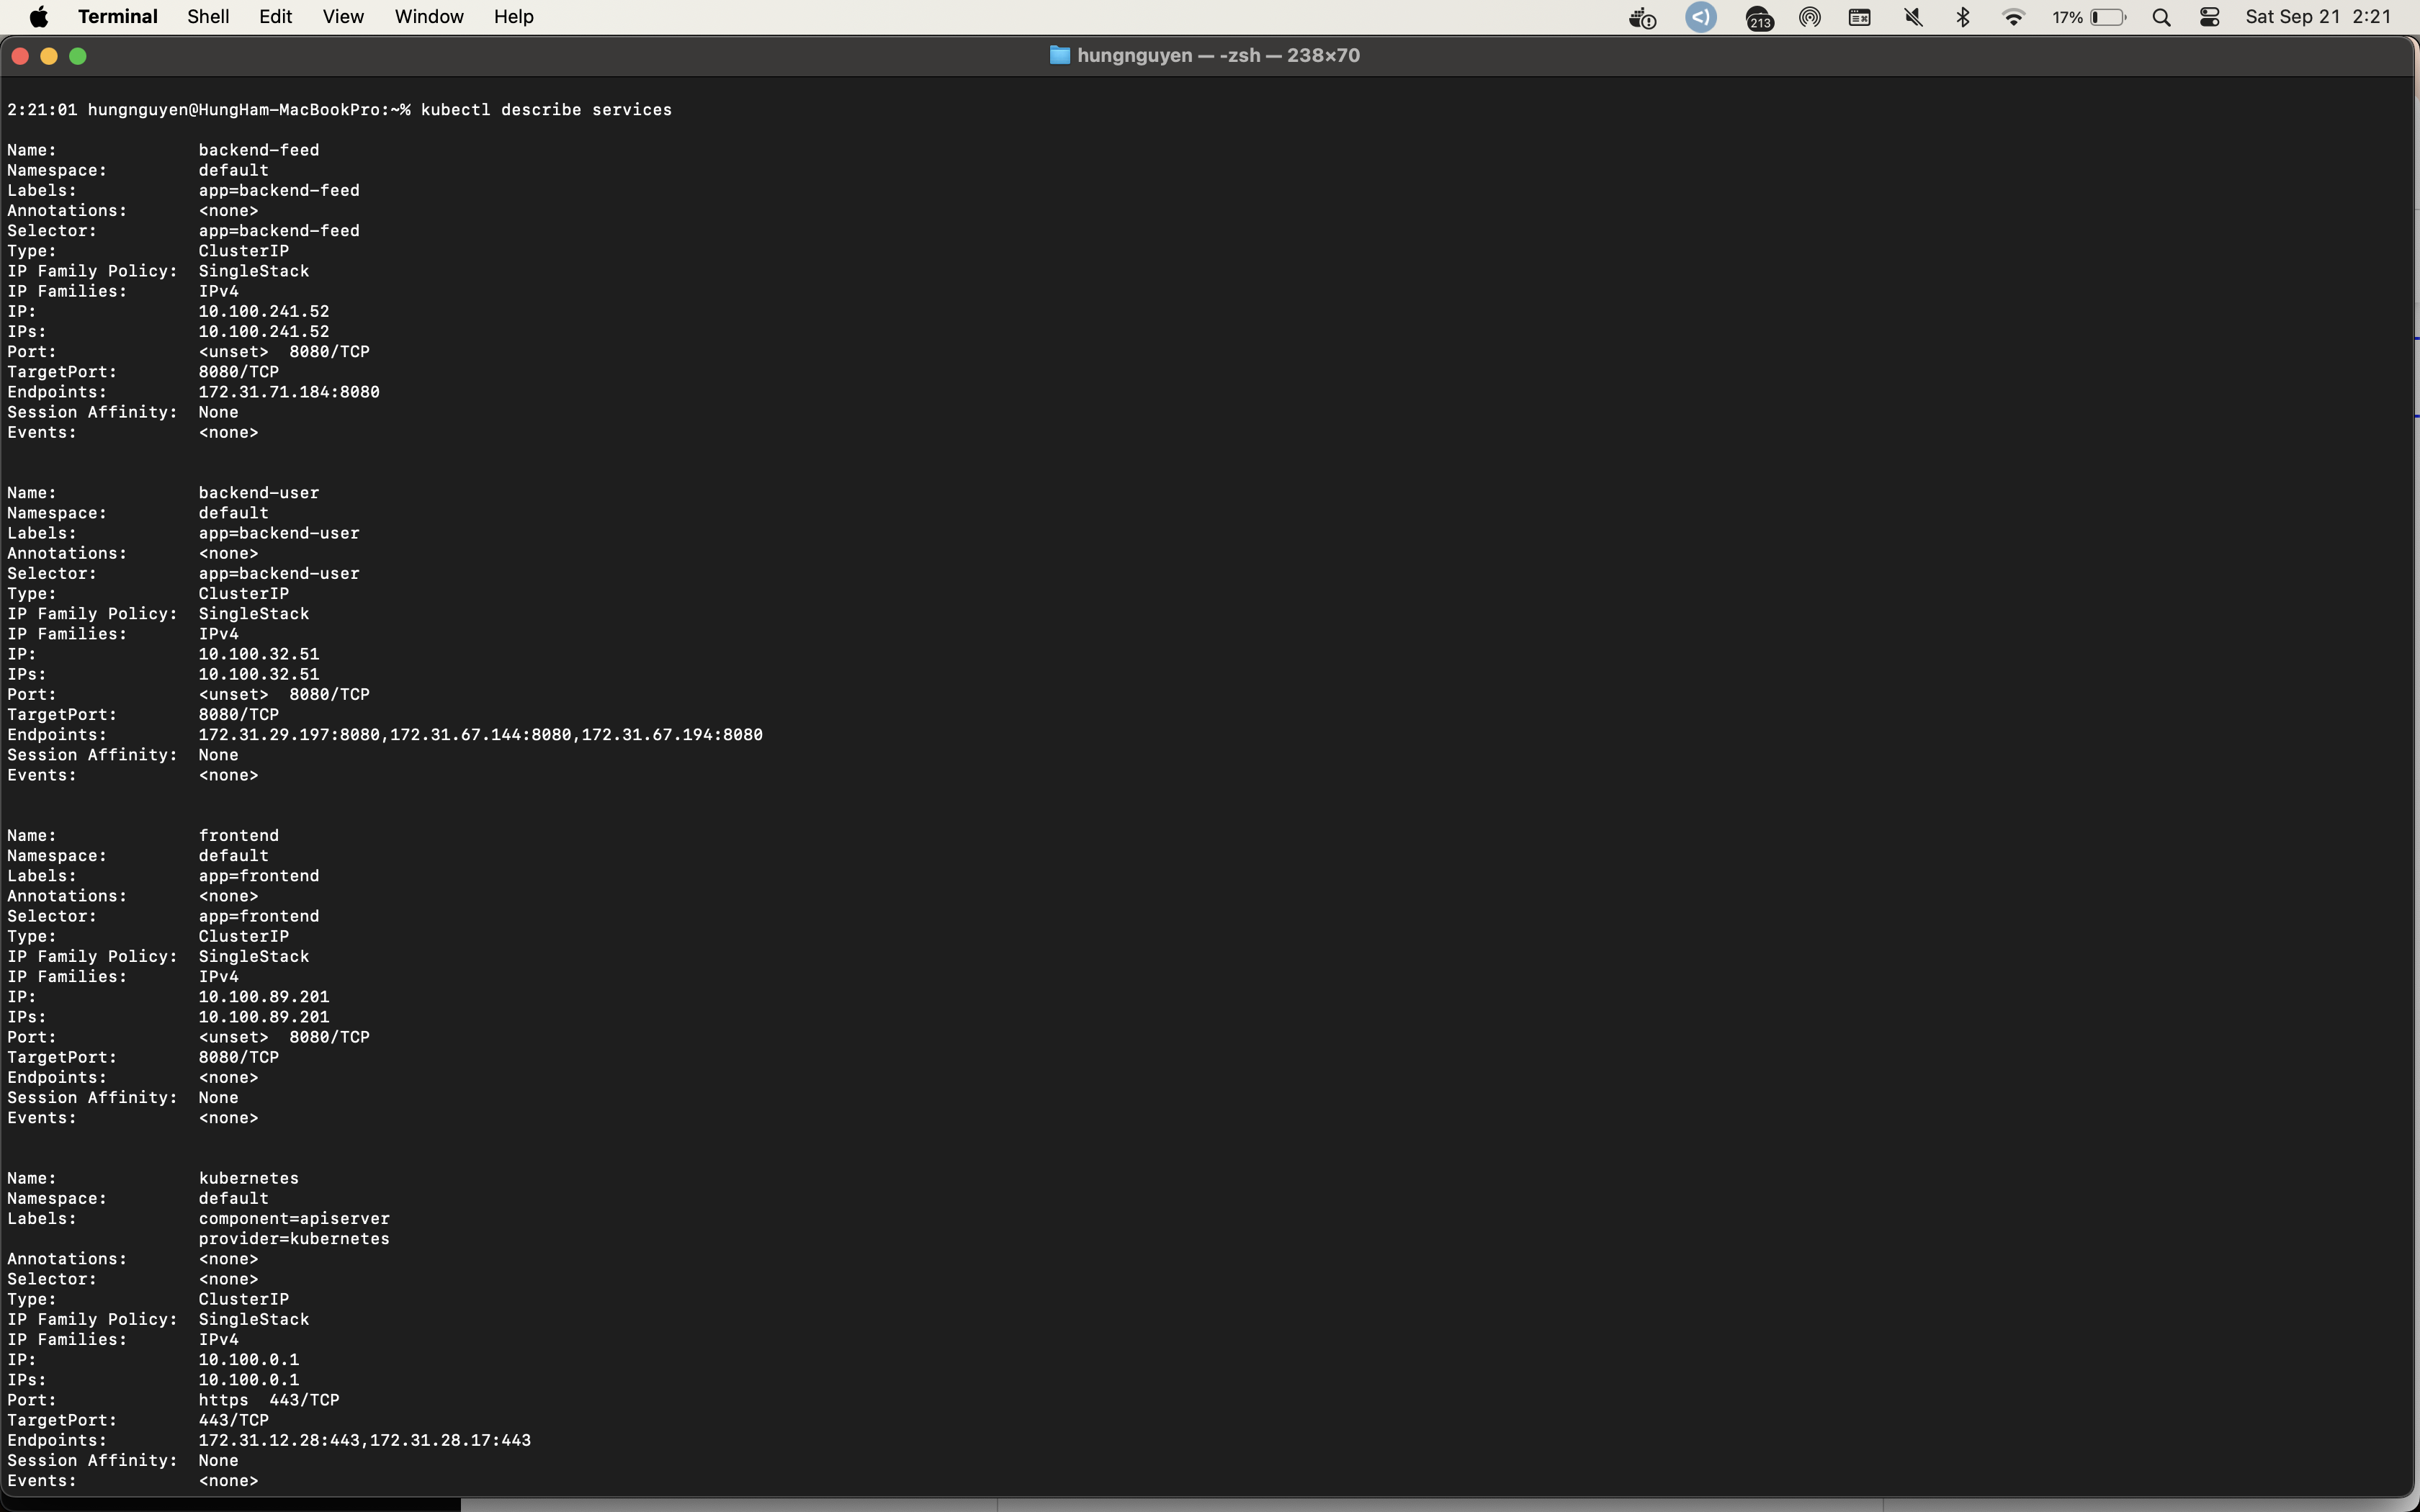 Terminal Shell Edit View Window Help 213 17% Sat Sep 21 2:21
hungnguyen — -zsh — 238×70
2:21:01 hungnguyen@HungHam-MacBookPro:~% kubectl describe services
Name: backend-feed
Namespace: default
Labels: app=backend-feed
Annotations: <none>
Selector: app=backend-feed
Type: ClusterIP
IP Family Policy: SingleStack
IP Families: IPv4
IP: 10.100.241.52
IPs: 10.100.241.52
Port: <unset> 8080/TCP
TargetPort: 8080/TCP
Endpoints: 172.31.71.184:8080
Session Affinity: None
Events: <none>
Name: backend-user
Namespace: default
Labels: app=backend-user
Annotations: <none>
Selector: app=backend-user
Type: ClusterIP
IP Family Policy: SingleStack
IP Families: IPv4
IP: 10.100.32.51
IPs: 10.100.32.51
Port: <unset> 8080/TCP
TargetPort: 8080/TCP
Endpoints: 172.31.29.197:8080,172.31.67.144:8080,172.31.67.194:8080
Session Affinity: None
Events: <none>
Name: frontend
Namespace: default
Labels: app=frontend
Annotations: <none>
Selector: app=frontend
Type: ClusterIP
IP Family Policy: SingleStack
IP Families: IPv4
IP: 10.100.89.201
IPs: 10.100.89.201
Port: <unset> 8080/TCP
TargetPort: 8080/TCP
Endpoints: <none>
Session Affinity: None
Events: <none>
Name: kubernetes
Namespace: default
Labels: component=apiserver
provider=kubernetes
Annotations: <none>
Selector: <none>
Type: ClusterIP
IP Family Policy: SingleStack
IP Families: IPv4
IP: 10.100.0.1
IPs: 10.100.0.1
Port: https 443/TCP
TargetPort: 443/TCP
Endpoints: 172.31.12.28:443,172.31.28.17:443
Session Affinity: None
Events: <none>